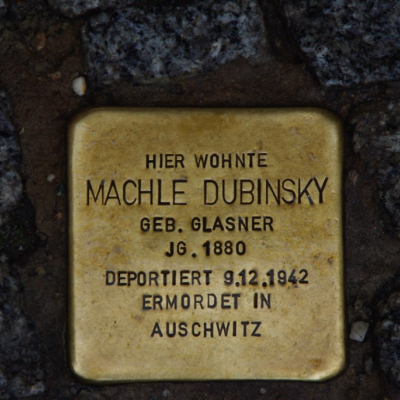 HIER WOHNTE
MACHLE DUBINSKY
GEB. GLASNER
JG. 1880
DEPORTIERT 9.12.1942
ERMORDET IN
AUSCHWITZ